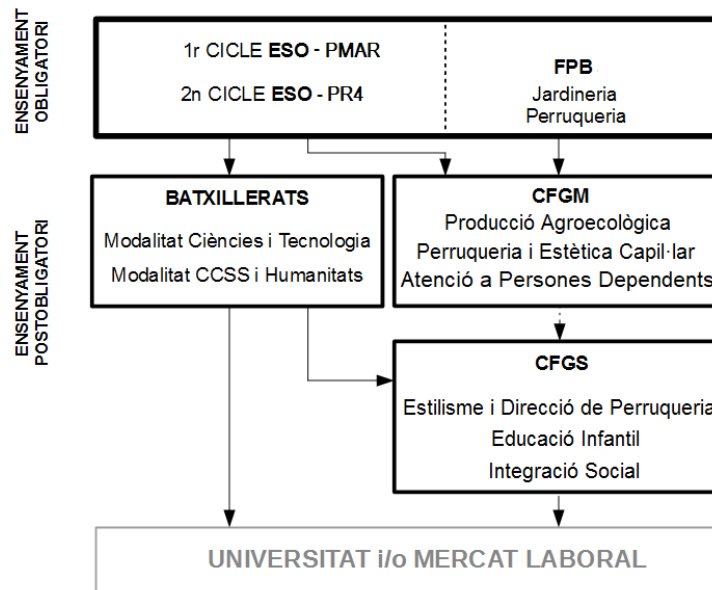 ENSENYAMENT
OBLIGATORI
1r CICLE ESO - PMAR
2n CICLE ESO - PR4
FPB
Jardineria
Perruqueria
ENSENYAMENT
POSTOBLIGATORI
BATXILLERATS
Modalitat Ciències i Tecnologia
Modalitat CCSS i Humanitats
CFGM
Producció Agroecològica
Perruqueria i Estètica Capil·lar
Atenció a Persones Dependents
CFGS
Estilisme i Direcció de Perruqueria
Educació Infantil
Integració Social
UNIVERSITAT i/o MERCAT LABORAL